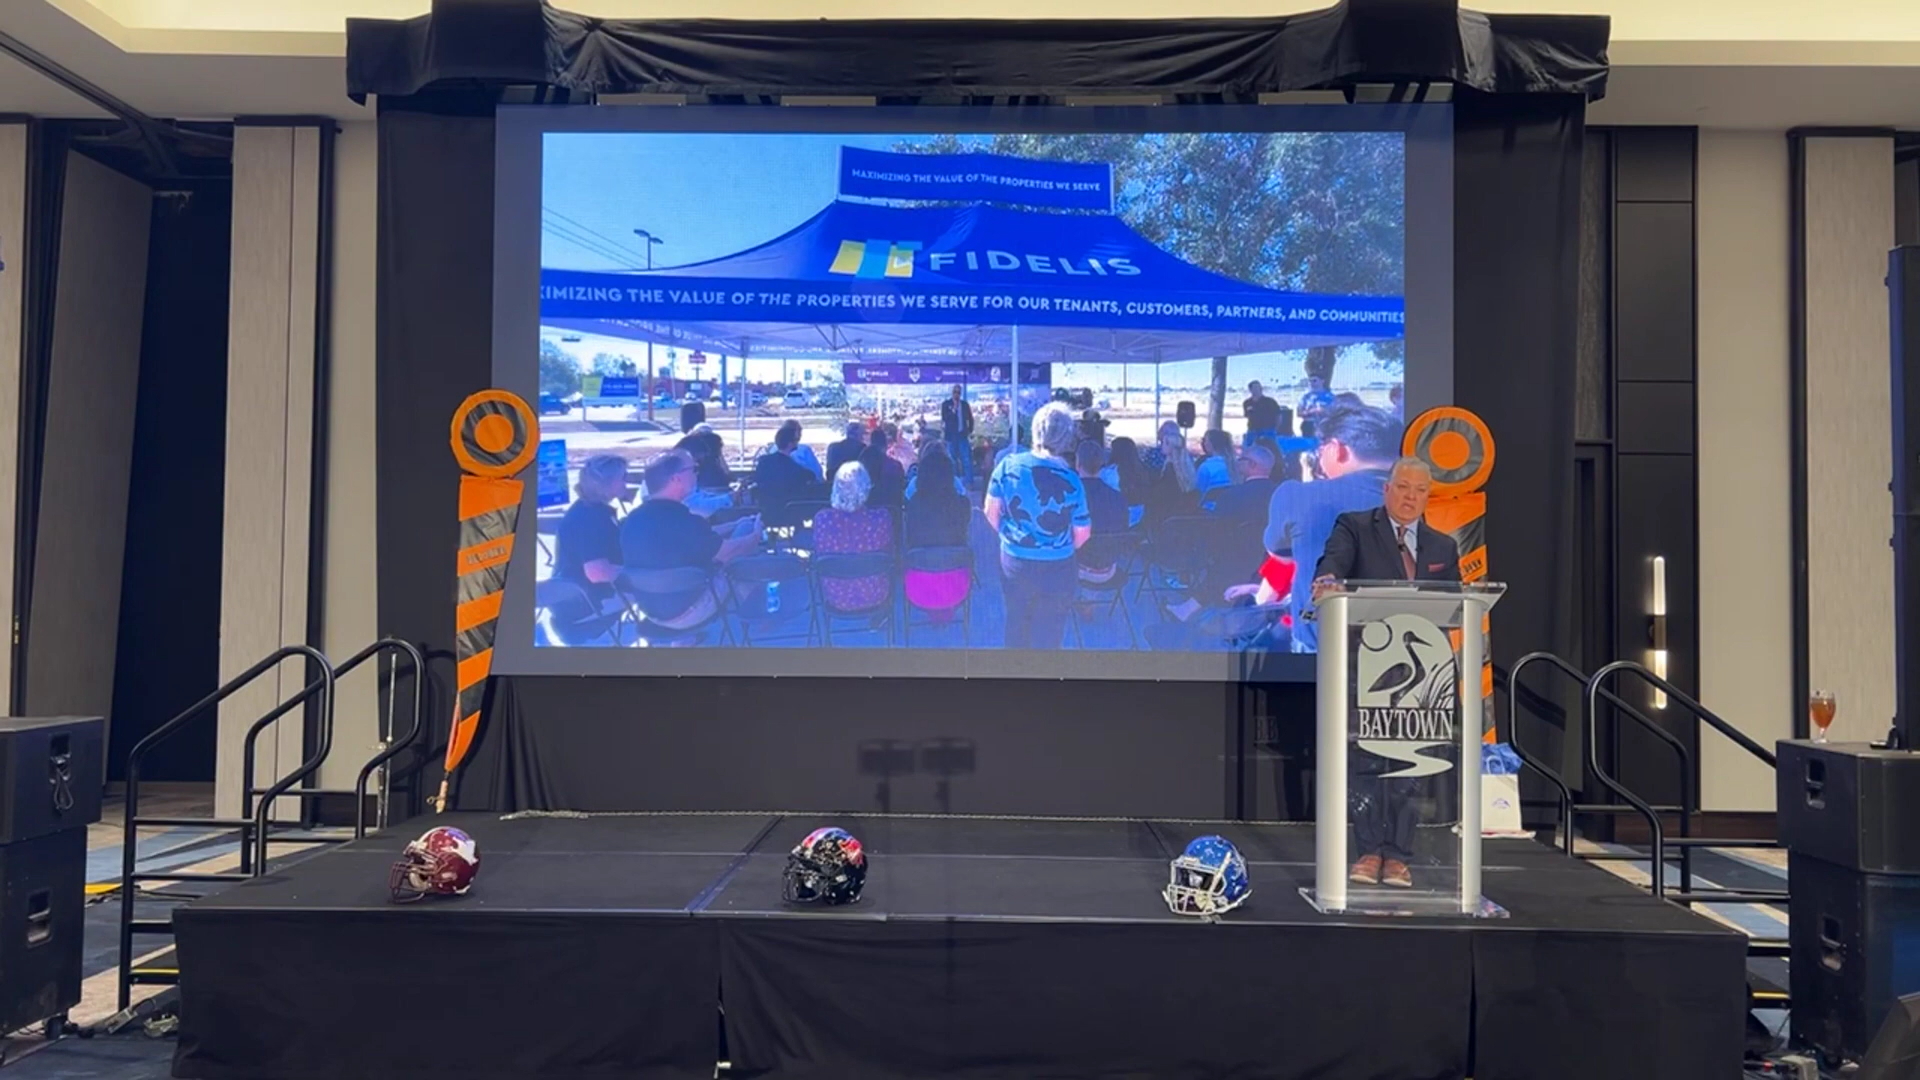 MAXIMIZING THE VALUE OF THE PROPERTIES WE SERVE
FIDELIS
XIMIZING THE VALUE OF THE PROPERTIES WE SERVE FOR OUR TENANTS, CUSTOMERS, PARTNERS, AND COMMUNITIES
FIDELIS
BAYTOWN